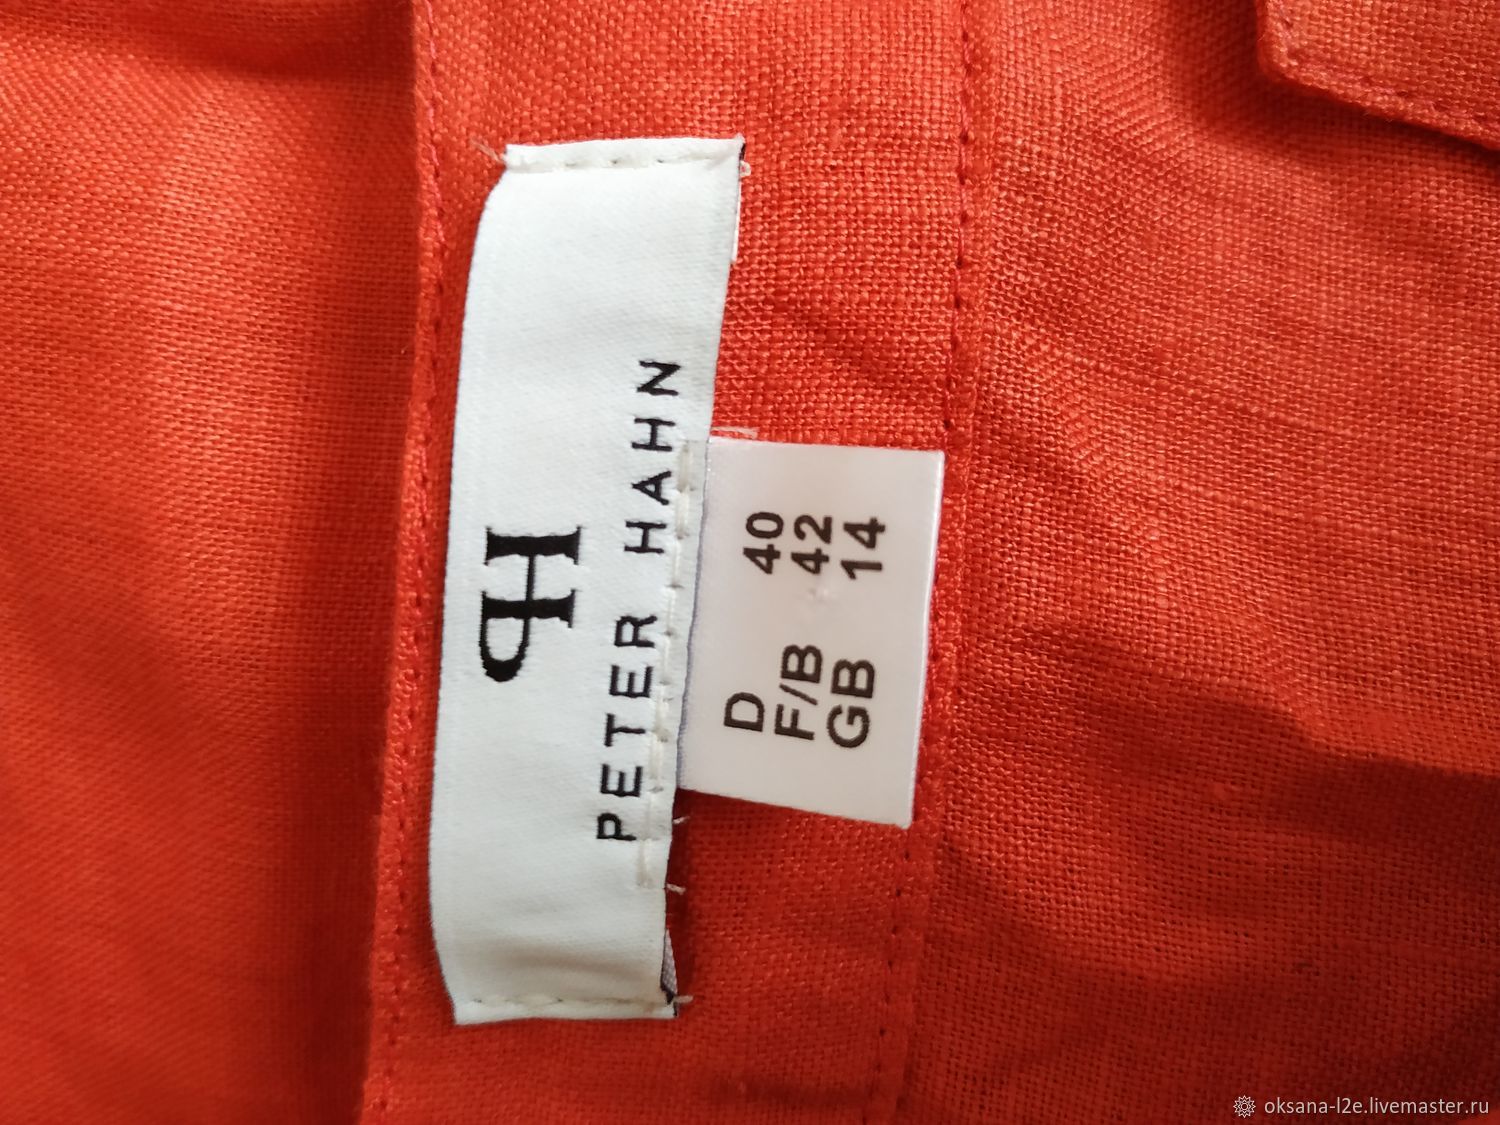 PH
PETER HAHN
D 40
F/B 42
GB 14
oksana-l2e.livemaster.ru